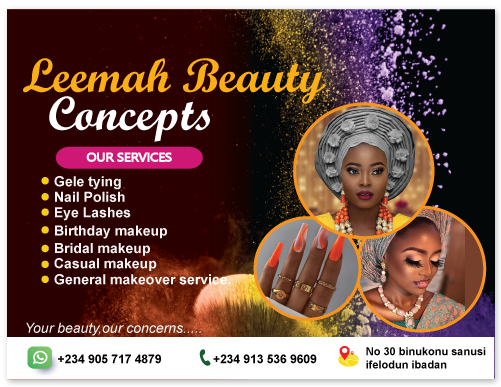 Leemah Beauty
Concepts
OUR SERVICES
Gele tying
Nail Polish
Eye Lashes
Birthday makeup
Bridal makeup
Casual makeup
General makeover service.
Your beauty,our concerns.....
+234 905 717 4879
+234 913 536 9609
No 30 binukonu sanusi
ifelodun ibadan